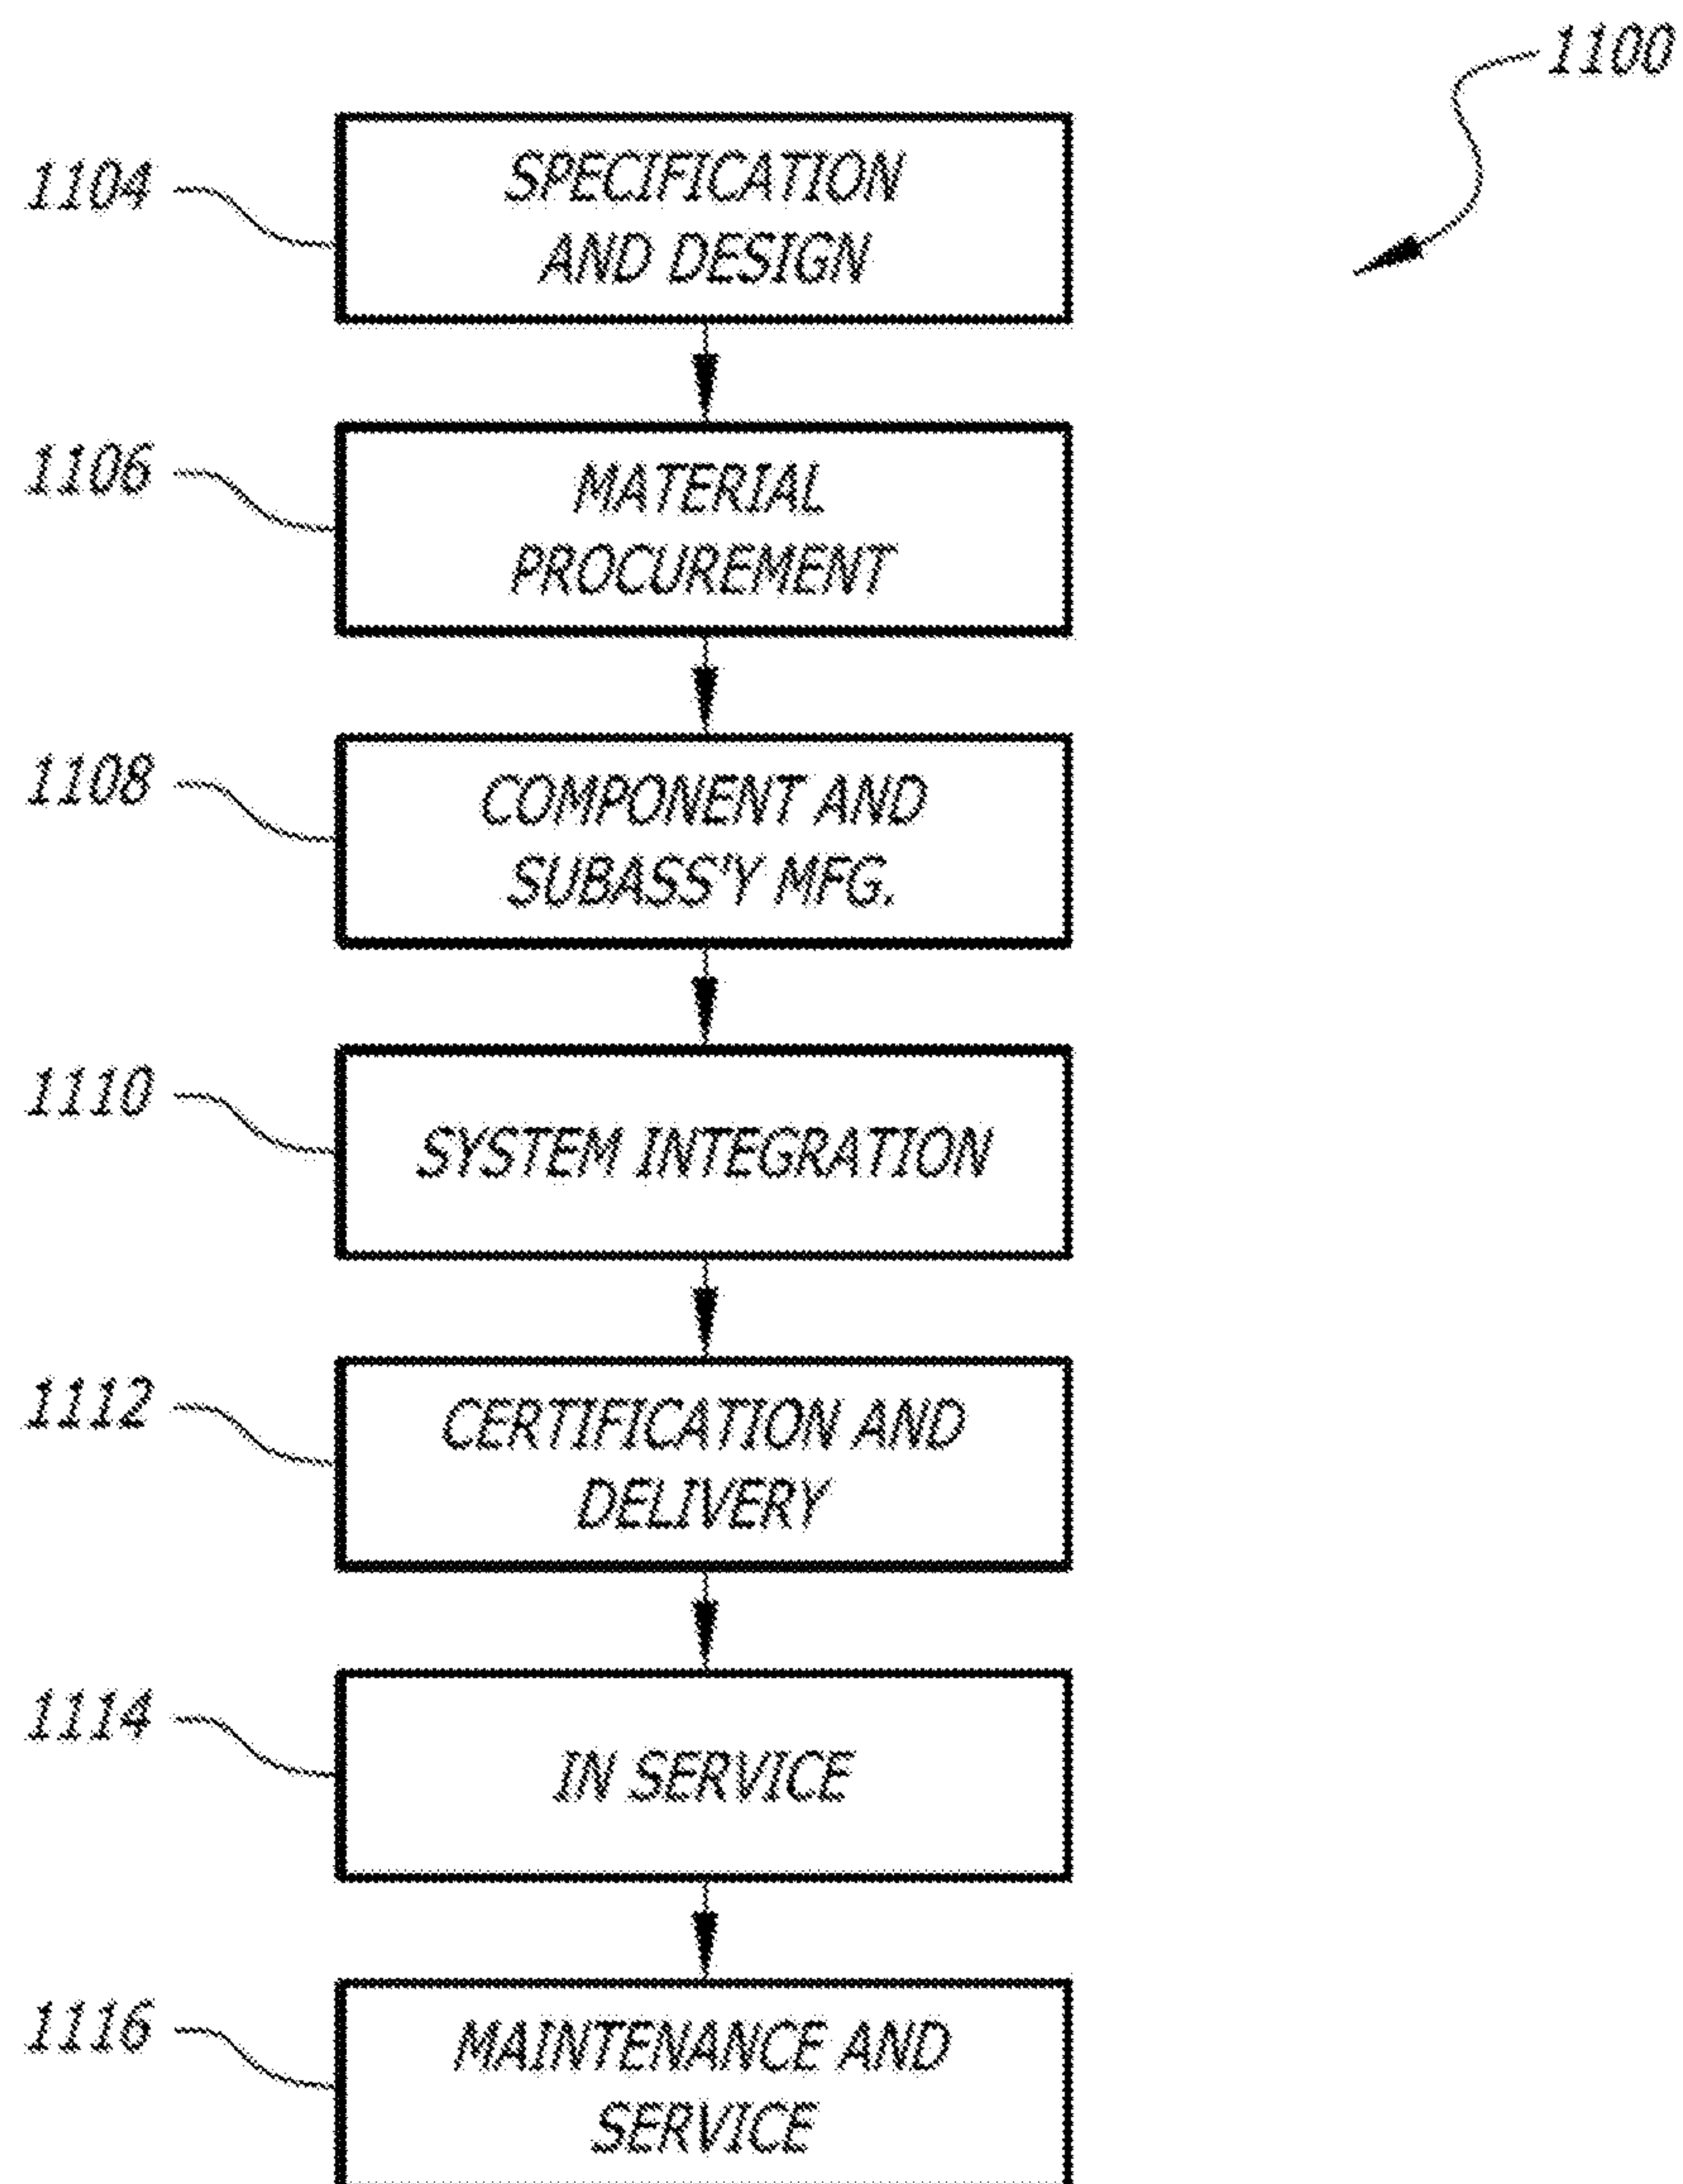 1100
1104
SPECIFICATION
AND DESIGN
1106
MATERIAL
PROCUREMENT
1108
COMPONENT AND
SUBASS'Y MFG.
1110
SYSTEM INTEGRATION
1112
CERTIFICATION AND
DELIVERY
1114
IN SERVICE
1116
MAINTENANCE AND
SERVICE